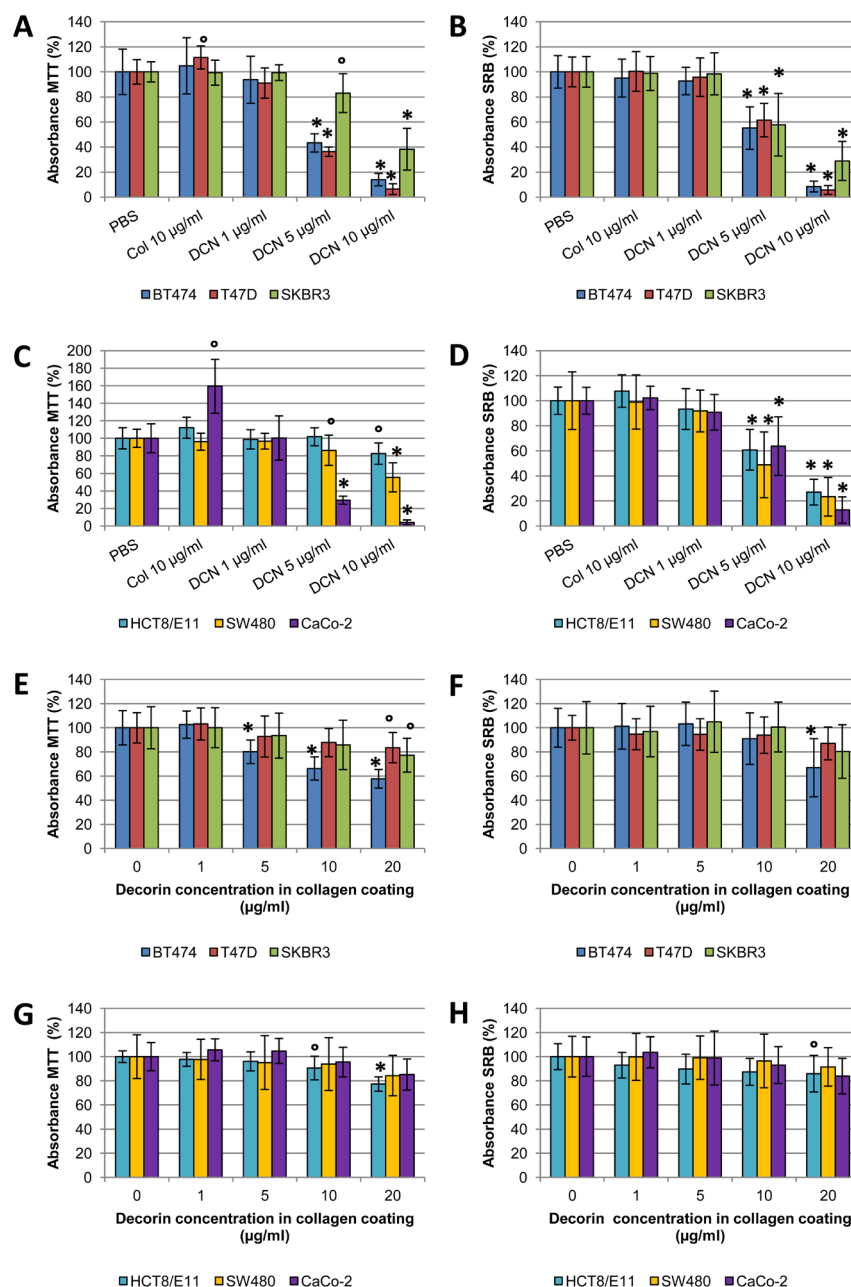 A
Absorbance MTT (%)
140
120
100
80
60
40
20
0
PBS
Col 10 µg/ml
DCN 1 µg/ml
DCN 5 µg/ml
DCN 10 µg/ml
BT474 T47D SKBR3
B
Absorbance SRB (%)
140
120
100
80
60
40
20
0
PBS
Col 10 µg/ml
DCN 1 µg/ml
DCN 5 µg/ml
DCN 10 µg/ml
BT474 T47D SKBR3
C
Absorbance MTT (%)
200
180
160
140
120
100
80
60
40
20
0
PBS
Col 10 µg/ml
DCN 1 µg/ml
DCN 5 µg/ml
DCN 10 µg/ml
HCT8/E11 SW480 CaCo-2
D
Absorbance SRB (%)
140
120
100
80
60
40
20
0
PBS
Col 10 µg/ml
DCN 1 µg/ml
DCN 5 µg/ml
DCN 10 µg/ml
HCT8/E11 SW480 CaCo-2
E
Absorbance MTT (%)
140
120
100
80
60
40
20
0
0 1 5 10 20
Decorin concentration in collagen coating
(µg/ml)
BT474 T47D SKBR3
F
Absorbance SRB (%)
140
120
100
80
60
40
20
0
0 1 5 10 20
Decorin concentration in collagen coating
(µg/ml)
BT474 T47D SKBR3
G
Absorbance MTT (%)
140
120
100
80
60
40
20
0
0 1 5 10 20
Decorin concentration in collagen coating
(µg/ml)
HCT8/E11 SW480 CaCo-2
H
Absorbance SRB (%)
140
120
100
80
60
40
20
0
0 1 5 10 20
Decorin concentration in collagen coating
(µg/ml)
HCT8/E11 SW480 CaCo-2